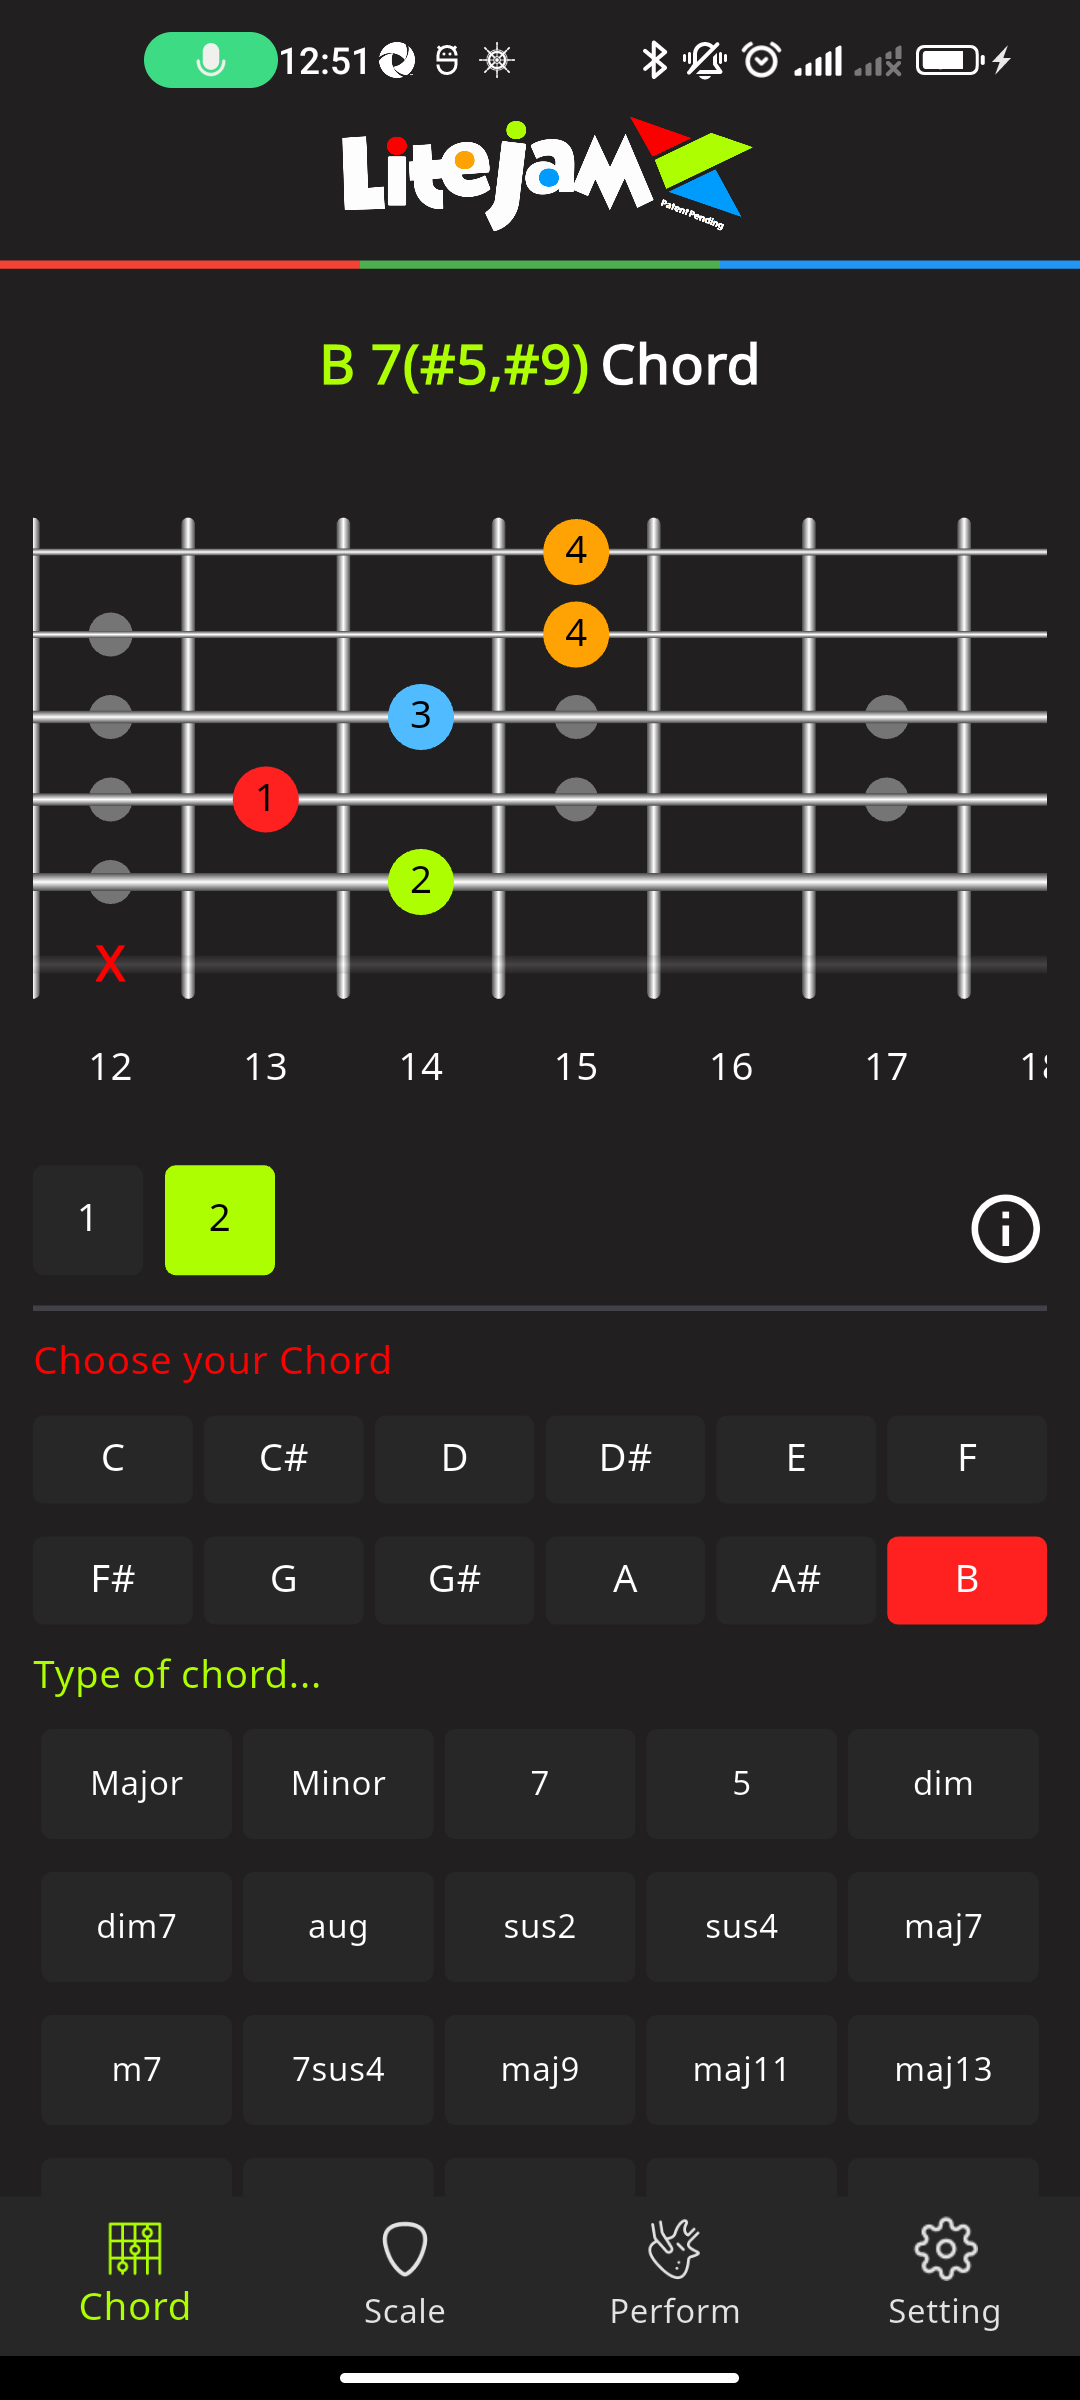 12:51
LiteJam
Patent Pending
B 7(#5,#9) Chord
4
4
3
1
2
X
12 13 14 15 16 17
1 2
Choose your Chord
C C# D D# E F
F# G G# A A# B
Type of chord...
Major Minor 7 5 dim
dim7 aug sus2 sus4 maj7
m7 7sus4 maj9 maj11 maj13
Chord Scale Perform Setting